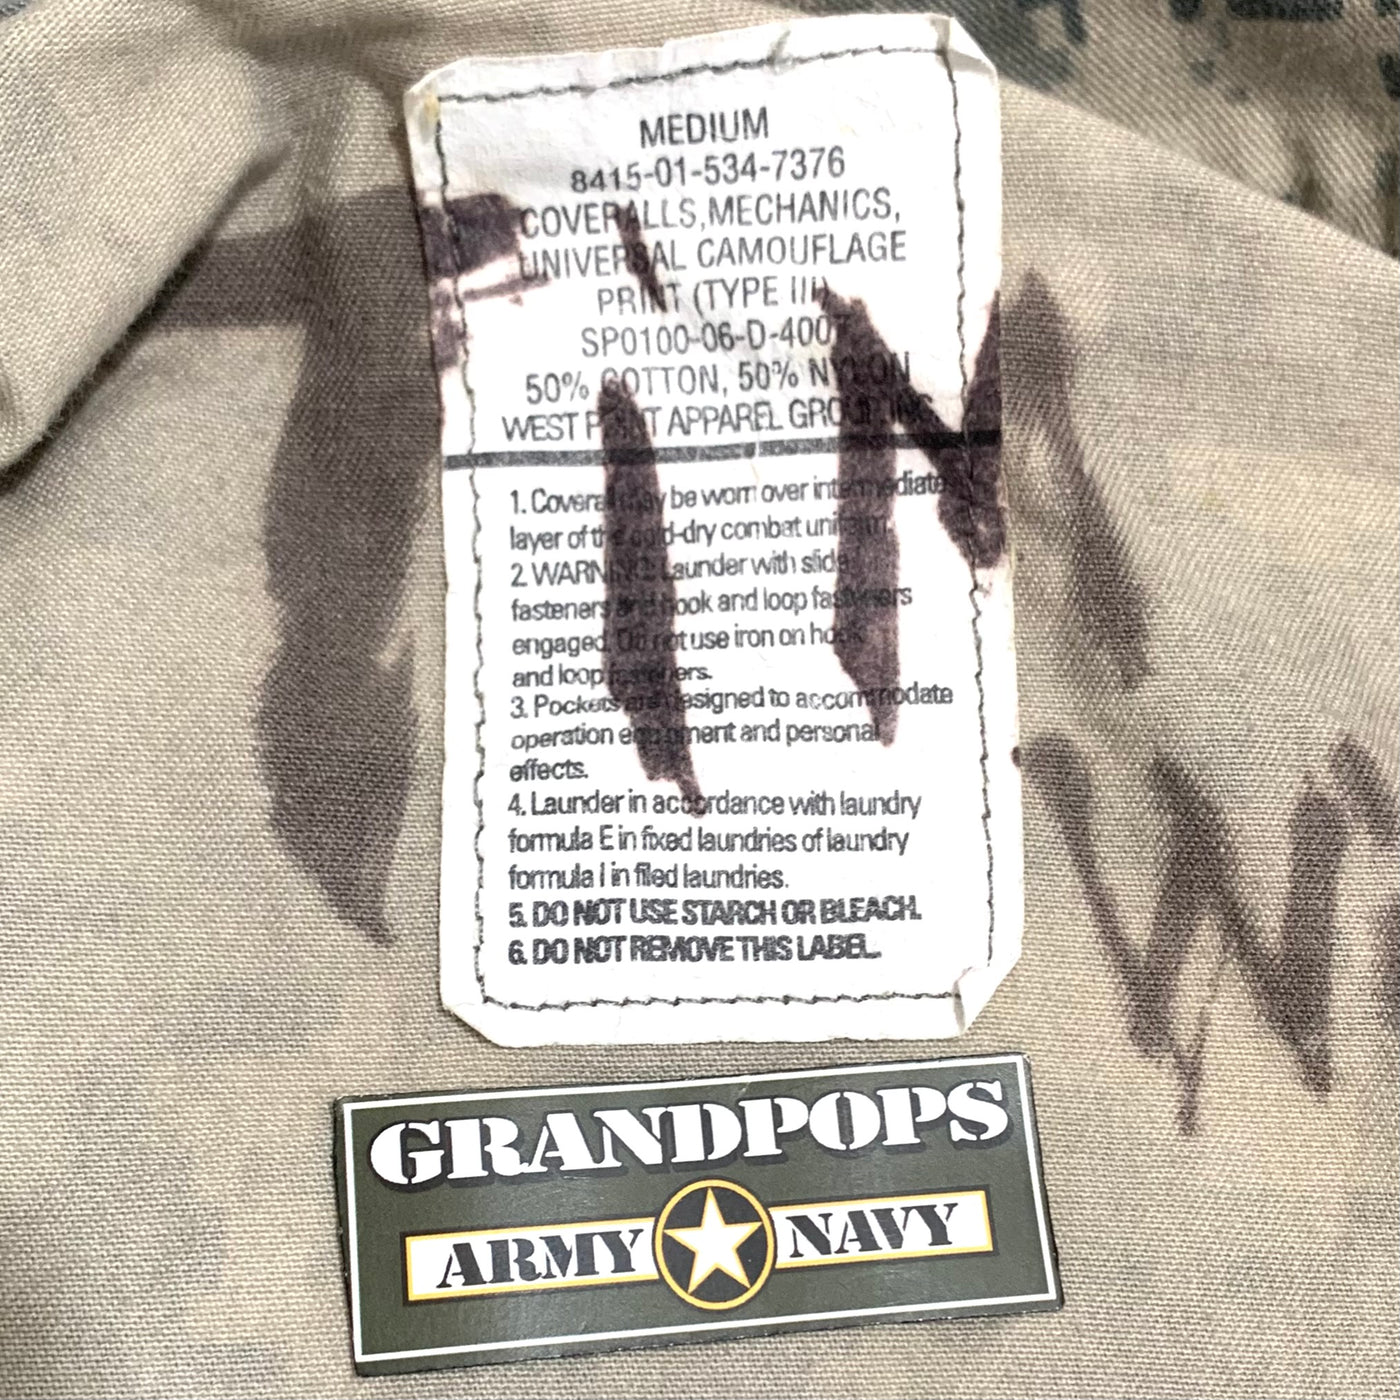 MEDIUM
8415-01-534-7376
COVERALLS,MECHANICS,
UNIVERSAL CAMOUFLAGE
PRINT (TYPE III)
SP0100-06-D-4007
50% COTTON, 50% NYLON
WEST POINT APPAREL GROUP, INC
1. Coverall may be worn over intermediate
layer of the cold-dry combat uniform.
2. WARNING: Launder with slide
fasteners and hook and loop fasteners
engaged. Do not use iron on hook
and loop fasteners.
3. Pockets are designed to accommodate
operation equipment and personal
effects.
4. Launder in accordance with laundry
formula E in fixed laundries of laundry
formula I in filed laundries.
5. DO NOT USE STARCH OR BLEACH.
6. DO NOT REMOVE THIS LABEL.
GRANDPOPS
ARMY NAVY